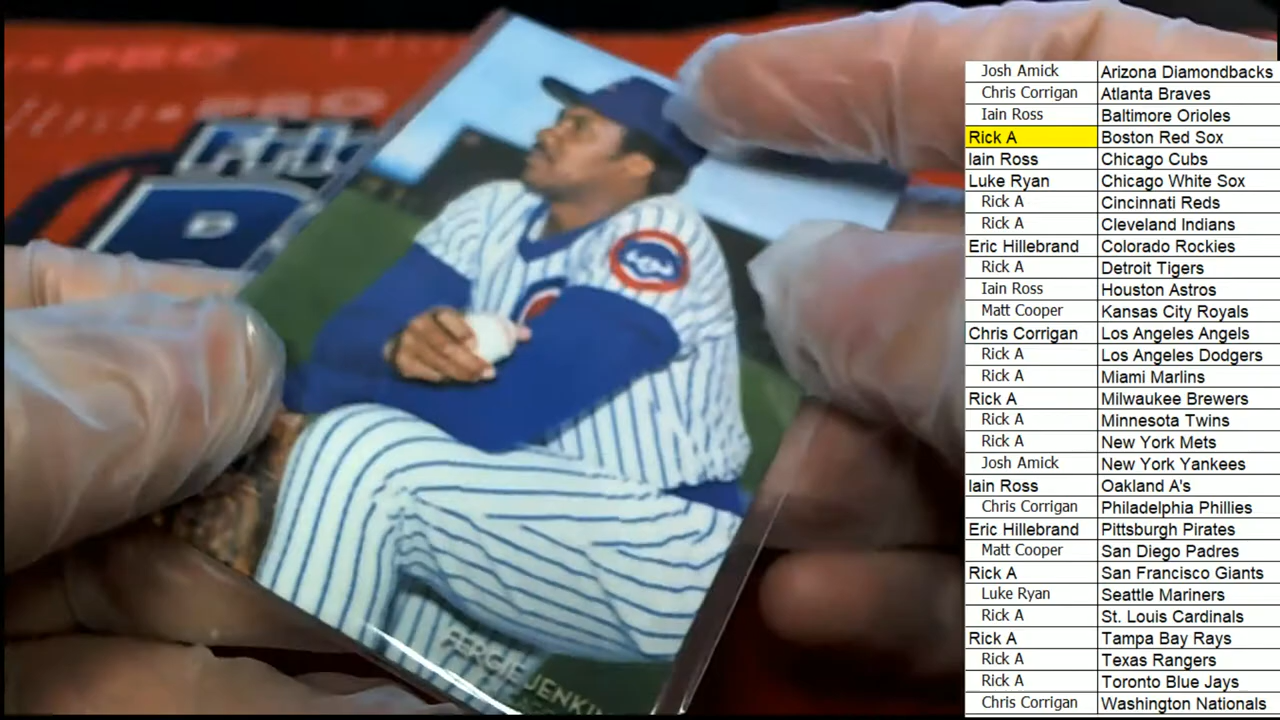 FERGIE JENKIN
Josh Amick Arizona Diamondbacks
Chris Corrigan Atlanta Braves
Iain Ross Baltimore Orioles
Rick A Boston Red Sox
Iain Ross Chicago Cubs
Luke Ryan Chicago White Sox
Rick A Cincinnati Reds
Rick A Cleveland Indians
Eric Hillebrand Colorado Rockies
Rick A Detroit Tigers
Iain Ross Houston Astros
Matt Cooper Kansas City Royals
Chris Corrigan Los Angeles Angels
Rick A Los Angeles Dodgers
Rick A Miami Marlins
Rick A Milwaukee Brewers
Rick A Minnesota Twins
Rick A New York Mets
Josh Amick New York Yankees
Iain Ross Oakland A's
Chris Corrigan Philadelphia Phillies
Eric Hillebrand Pittsburgh Pirates
Matt Cooper San Diego Padres
Rick A San Francisco Giants
Luke Ryan Seattle Mariners
Rick A St. Louis Cardinals
Rick A Tampa Bay Rays
Rick A Texas Rangers
Rick A Toronto Blue Jays
Chris Corrigan Washington Nationals